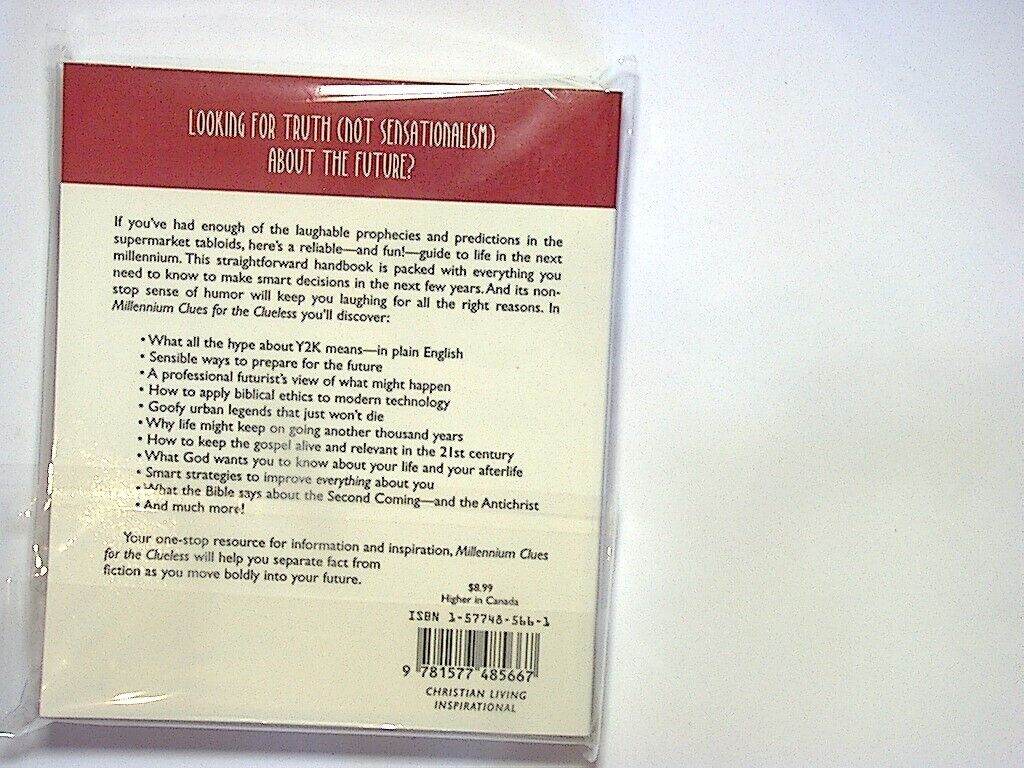 LOOKING FOR TRUTH (NOT SENSATIONALISM)
ABOUT THE FUTURE?
If you've had enough of the laughable prophecies and predictions in the
supermarket tabloids, here's a reliable—and fun!—guide to life in the next
millennium. This straightforward handbook is packed with everything you
need to know to make smart decisions in the next few years. And its non-
stop sense of humor will keep you laughing for all the right reasons. In
Millennium Clues for the Clueless you'll discover:
• What all the hype about Y2K means—in plain English
• Sensible ways to prepare for the future
• A professional futurist's view of what might happen
• How to apply biblical ethics to modern technology
• Goofy urban legends that just won't die
• Why life might keep on going another thousand years
• How to keep the gospel alive and relevant in the 21st century
• What God wants you to know about your life and your afterlife
• Smart strategies to improve everything about you
• What the Bible says about the Second Coming—and the Antichrist
• And much more!
Your one-stop resource for information and inspiration, Millennium Clues
for the Clueless will help you separate fact from
fiction as you move boldly into your future.
$8.99
Higher in Canada
ISBN 1-57748-566-1
9 781577 485667
CHRISTIAN LIVING
INSPIRATIONAL